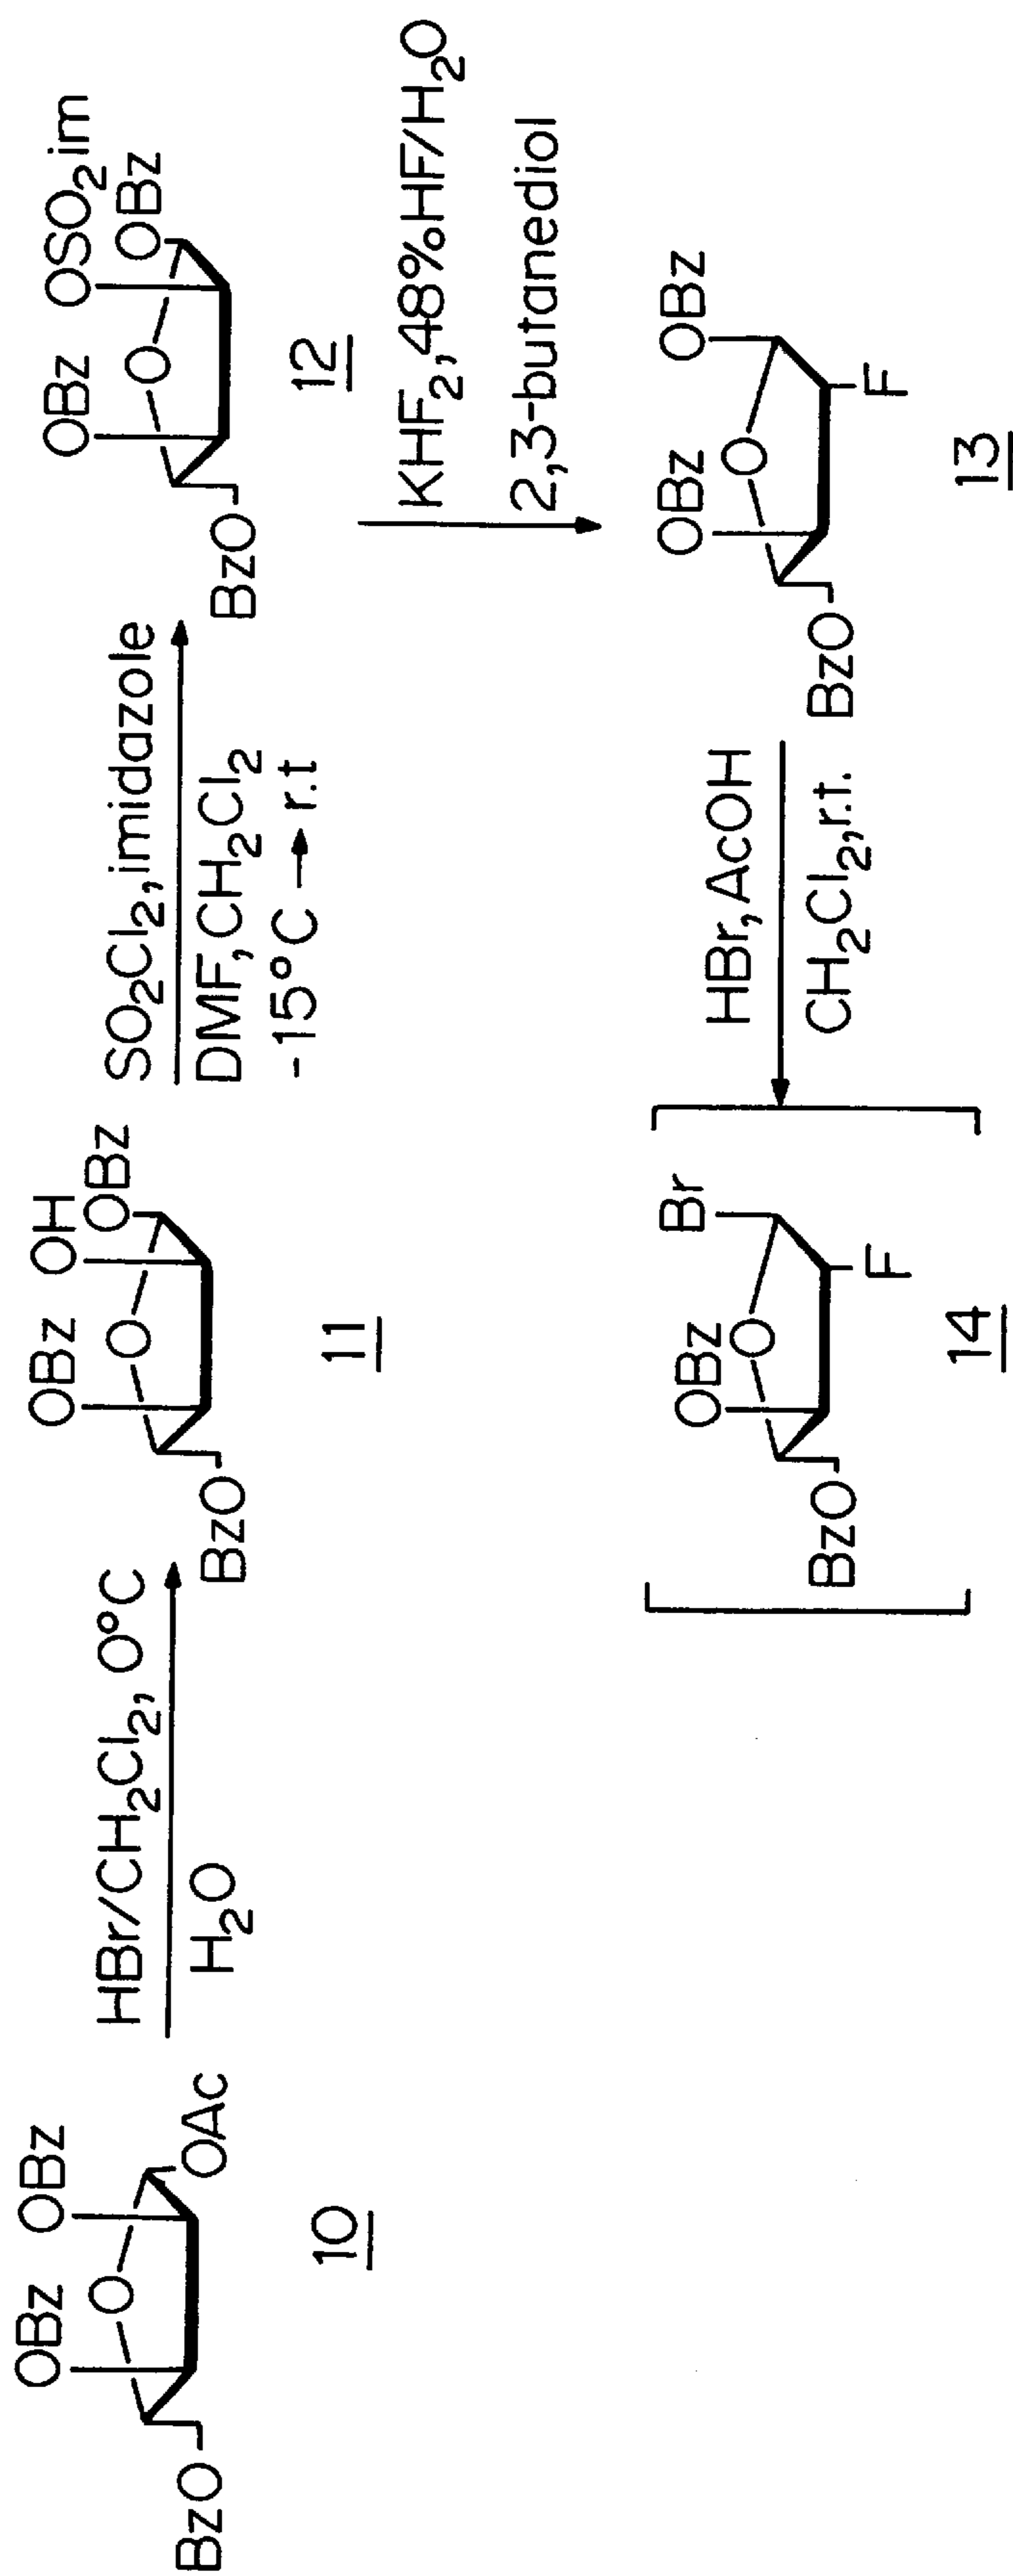 OBz
OBz
O
BzO
OAc
10
HBr/CH2Cl2, 0°C
H2O
OBz
OH
OBz
O
BzO
11
SO2Cl2, imidazole
DMF, CH2Cl2
-15°C → r.t
OBz
OSO2im
OBz
O
BzO
12
KHF2, 48%HF/H2O
2,3-butanediol
OBz
OBz
O
BzO
F
13
HBr, AcOH
CH2Cl2, r.t.
OBz
Br
O
BzO
F
14